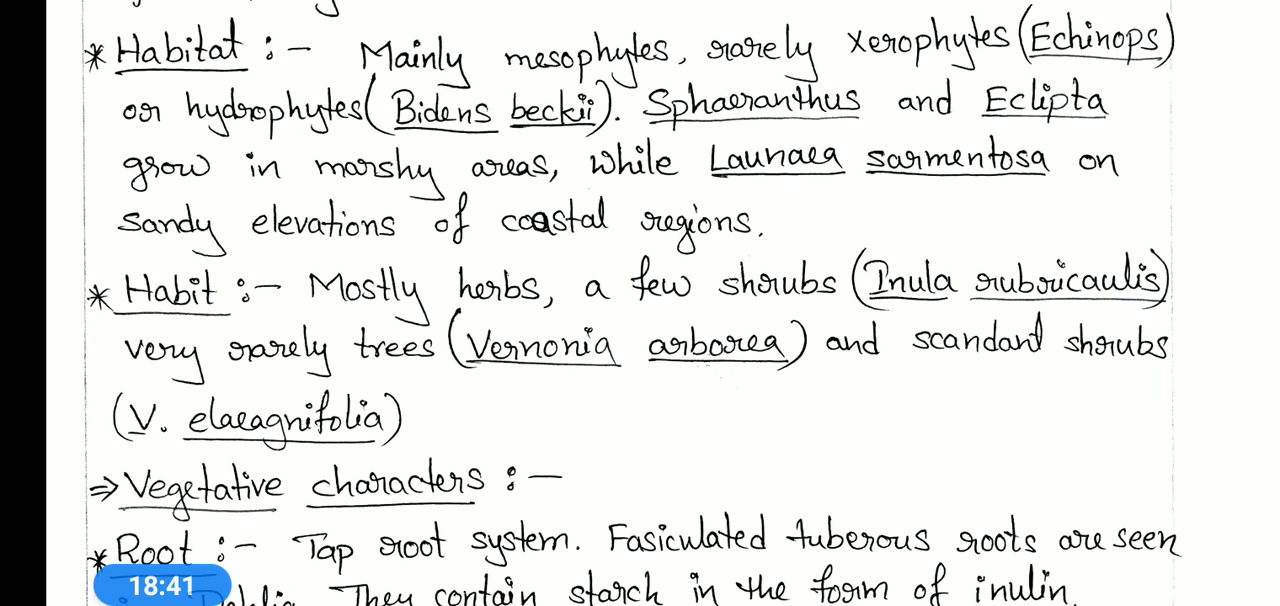 * Habitat :- Mainly mesophytes, rarely xerophytes (Echinops)
or hydrophytes (Bidens beckii). Sphaeranthus and Eclipta
grow in marshy areas, while Launaea sarmentosa on
sandy elevations of coastal regions.
* Habit :- Mostly herbs, a few shrubs (Inula rubricaulis)
very rarely trees (Vernonia arborea) and scandard shrubs
(V. elaeagnifolia)
⇒ Vegetative characters :-
* Root :- Tap root system. Fasiculated tuberous roots are seen
18:41
They contain starch in the form of inulin.